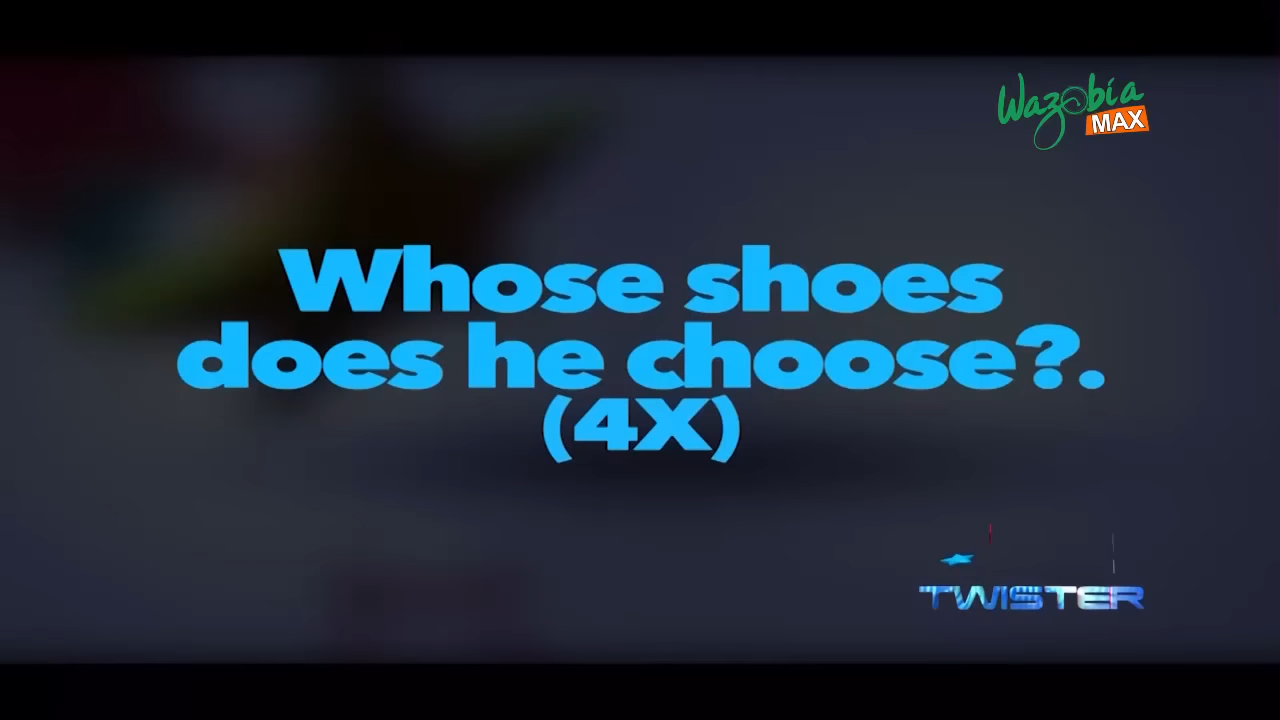 Wazobia
MAX
Whose shoes
does he choose?.
(4X)
TWISTER